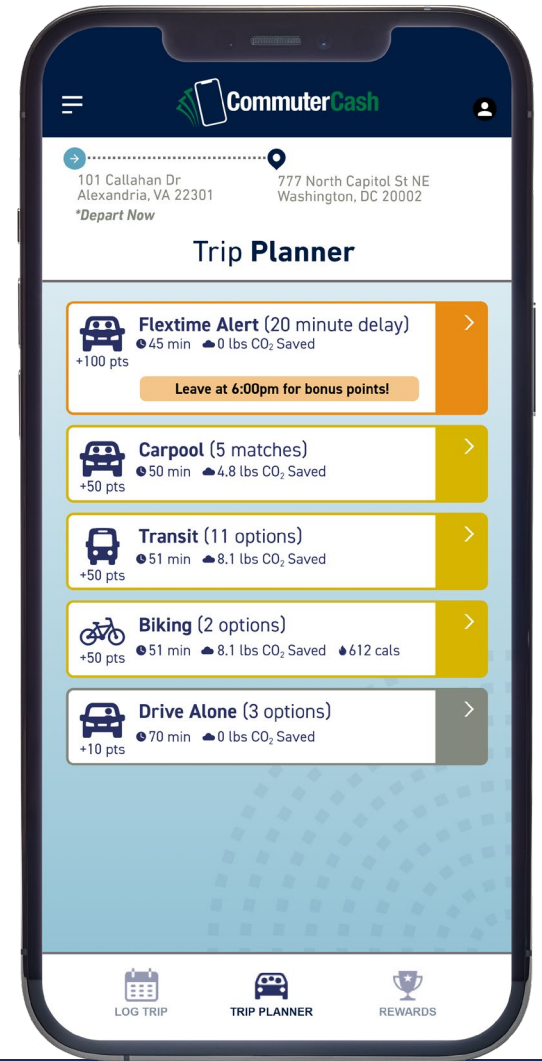 CommuterCash
101 Callahan Dr
Alexandria, VA 22301
*Depart Now
777 North Capitol St NE
Washington, DC 20002
Trip Planner
Flextime Alert (20 minute delay)
45 min 0 lbs CO₂ Saved
+100 pts
Leave at 6:00pm for bonus points!
Carpool (5 matches)
50 min 4.8 lbs CO₂ Saved
+50 pts
Transit (11 options)
51 min 8.1 lbs CO₂ Saved
+50 pts
Biking (2 options)
51 min 8.1 lbs CO₂ Saved 612 cals
+50 pts
Drive Alone (3 options)
70 min 0 lbs CO₂ Saved
+10 pts
LOG TRIP
TRIP PLANNER
REWARDS